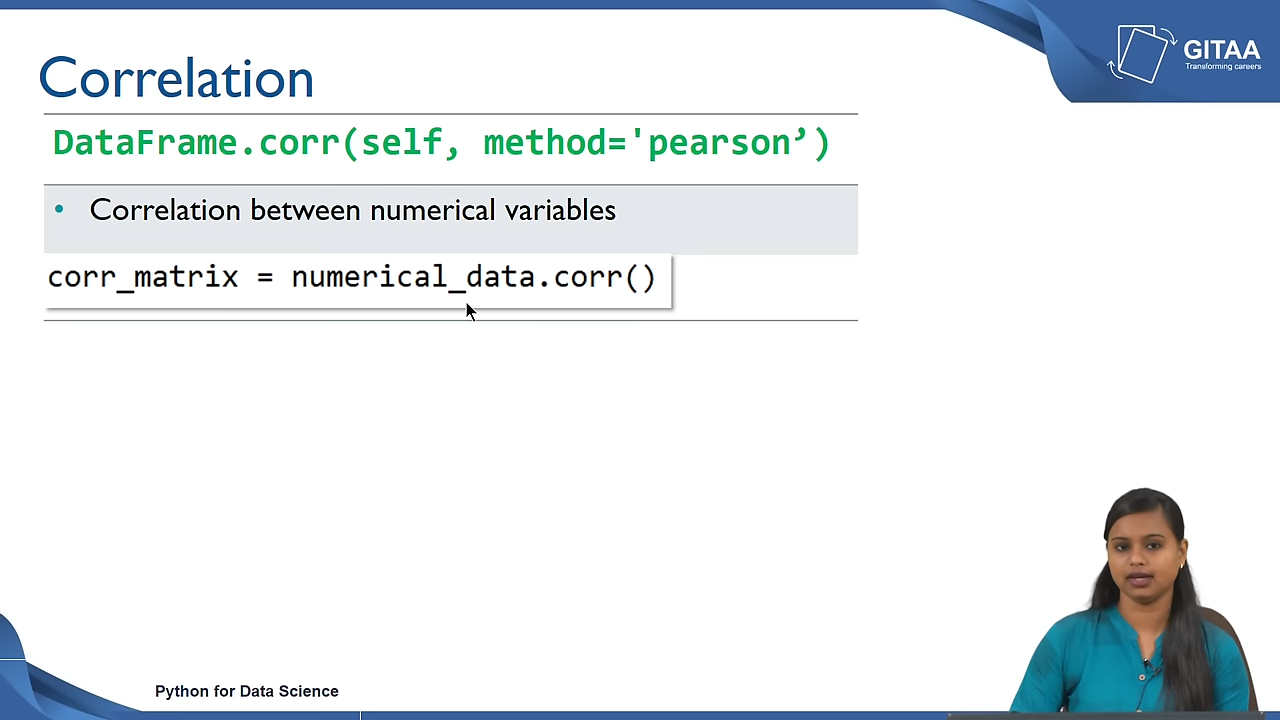 Correlation
GITAA
Transforming careers
DataFrame.corr(self, method='pearson’)
• Correlation between numerical variables
corr_matrix = numerical_data.corr()
Python for Data Science